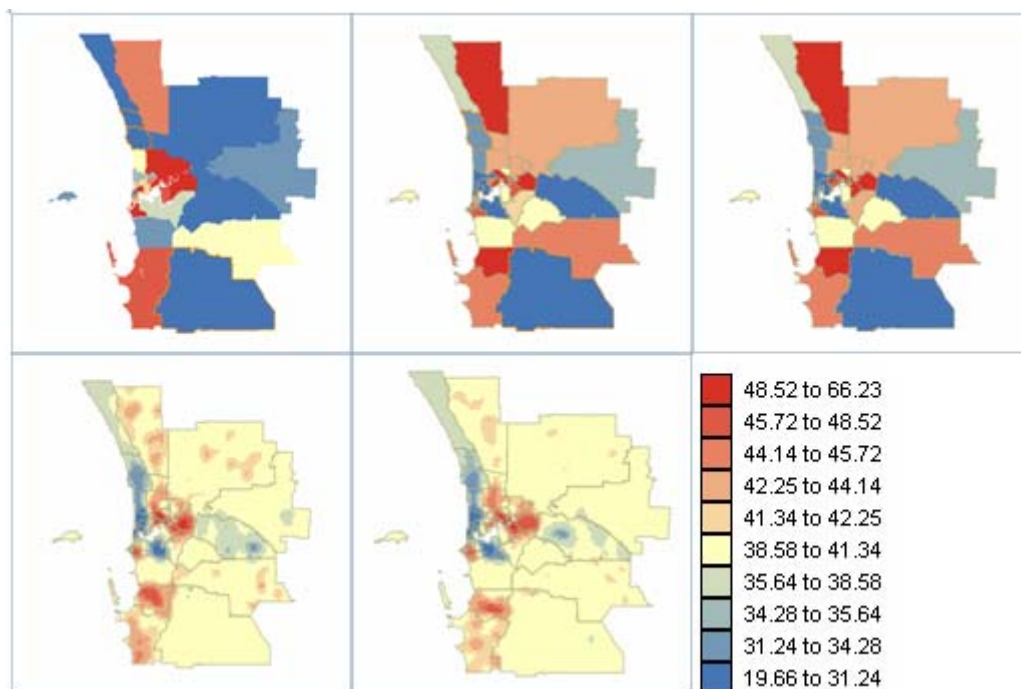 48.52 to 66.23
45.72 to 48.52
44.14 to 45.72
42.25 to 44.14
41.34 to 42.25
38.58 to 41.34
35.64 to 38.58
34.28 to 35.64
31.24 to 34.28
19.66 to 31.24